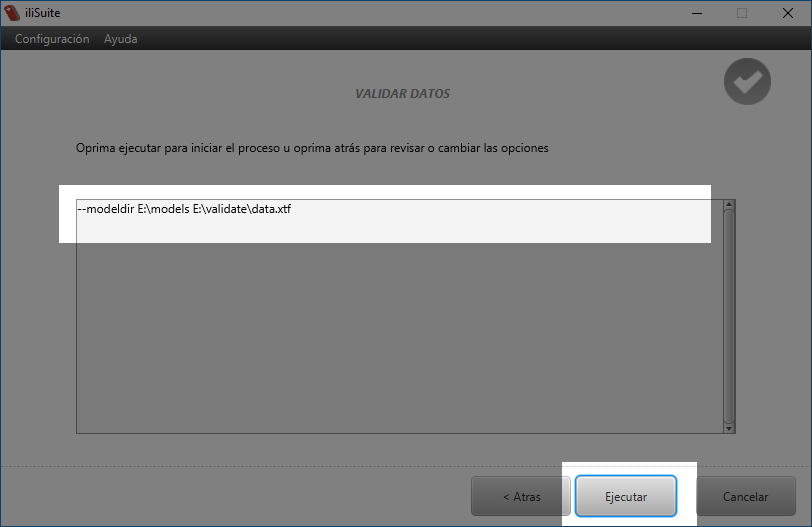 iliSuite
Configuración Ayuda
VALIDAR DATOS
Oprima ejecutar para iniciar el proceso u oprima atrás para revisar o cambiar las opciones
--modeldir E:\models E:\validate\data.xtf
< Atras Ejecutar Cancelar